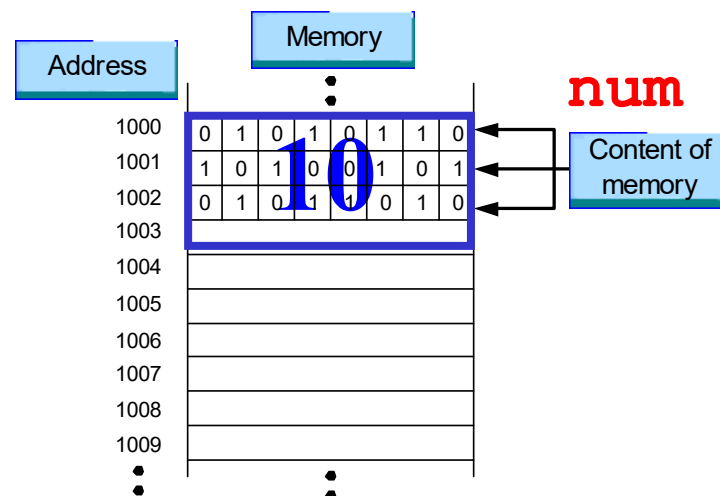 Memory
Address
num
1000 0 1 0 1 0 1 1 0
1001 1 0 1 0 0 1 0 1
1002 0 1 0 1 1 0 1 0
10
Content of
memory
1003
1004
1005
1006
1007
1008
1009